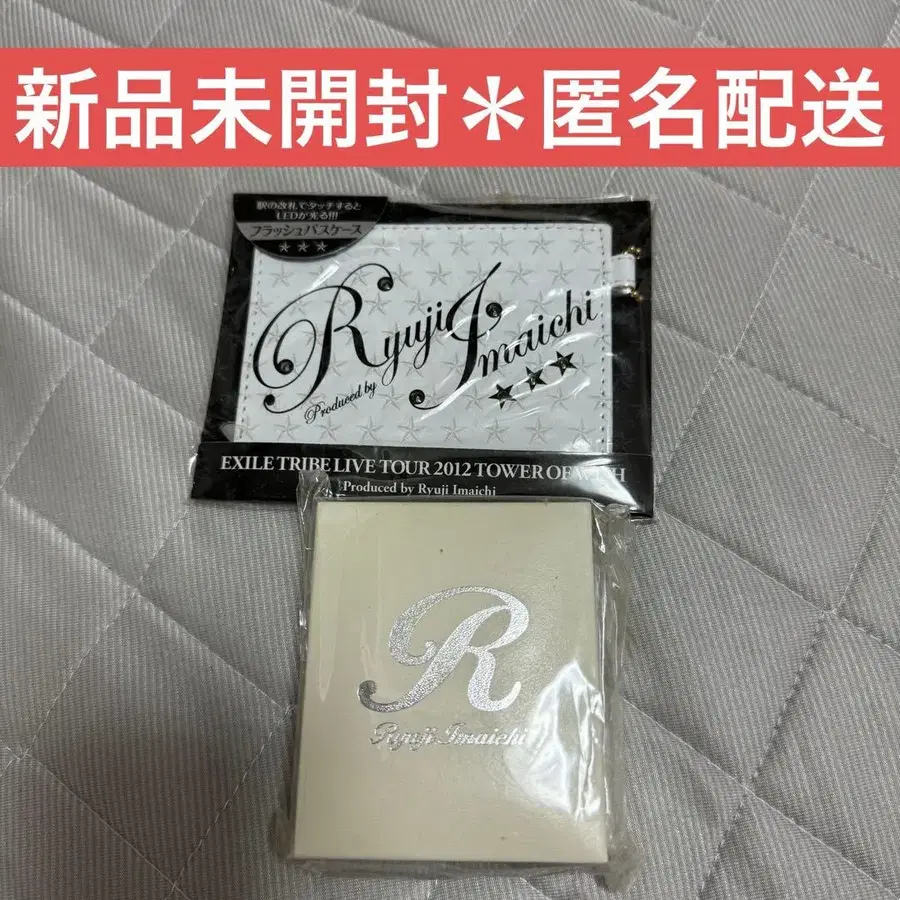 新品未開封＊匿名配送
駅の改札でタッチすると
LEDが光る!!!
フラッシュパスケース
Ryuji Imaichi
Produced by
EXILE TRIBE LIVE TOUR 2012 TOWER OF WISH
Produced by Ryuji Imaichi
R
Ryuji Imaichi